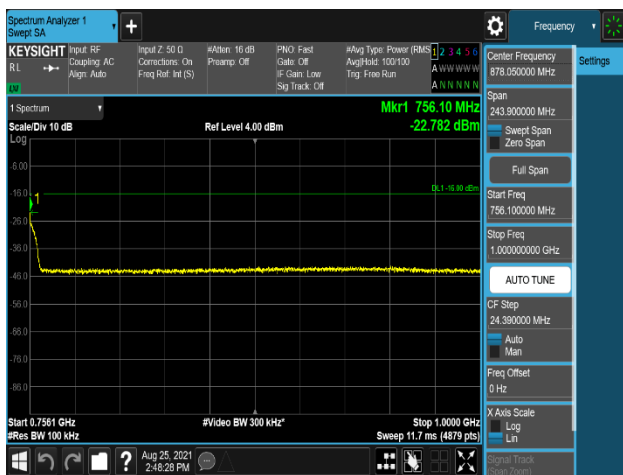 Spectrum Analyzer 1
Swept SA
+
Frequency
KEYSIGHT
Input: RF
Input Z: 50 Ω
#Atten: 16 dB
PNO: Fast
#Avg Type: Power (RMS
1 2 3 4 5 6
RL
Coupling: AC
Corrections: On
Preamp: Off
Gate: Off
Avg|Hold: 100/100
A W W W W W
Align: Auto
Freq Ref: Int (S)
IF Gain: Low
Trig: Free Run
Sig Track: Off
A N N N N N
1 Spectrum
Mkr1 756.10 MHz
Scale/Div 10 dB
Ref Level 4.00 dBm
-22.782 dBm
Log
-6.00
-16.0
1
-26.0
-36.0
-46.0
-56.0
-66.0
-76.0
-86.0
Start 0.7561 GHz
#Video BW 300 kHz*
Stop 1.0000 GHz
#Res BW 100 kHz
Sweep 11.7 ms (4879 pts)
?
Aug 25, 2021
2:48:28 PM
Center Frequency
878.050000 MHz
Settings
Span
243.900000 MHz
Swept Span
Zero Span
Full Span
Start Freq
756.100000 MHz
Stop Freq
1.000000000 GHz
AUTO TUNE
CF Step
24.390000 MHz
Auto
Man
Freq Offset
0 Hz
X Axis Scale
Log
Lin
Signal Track
(Span Zoom)